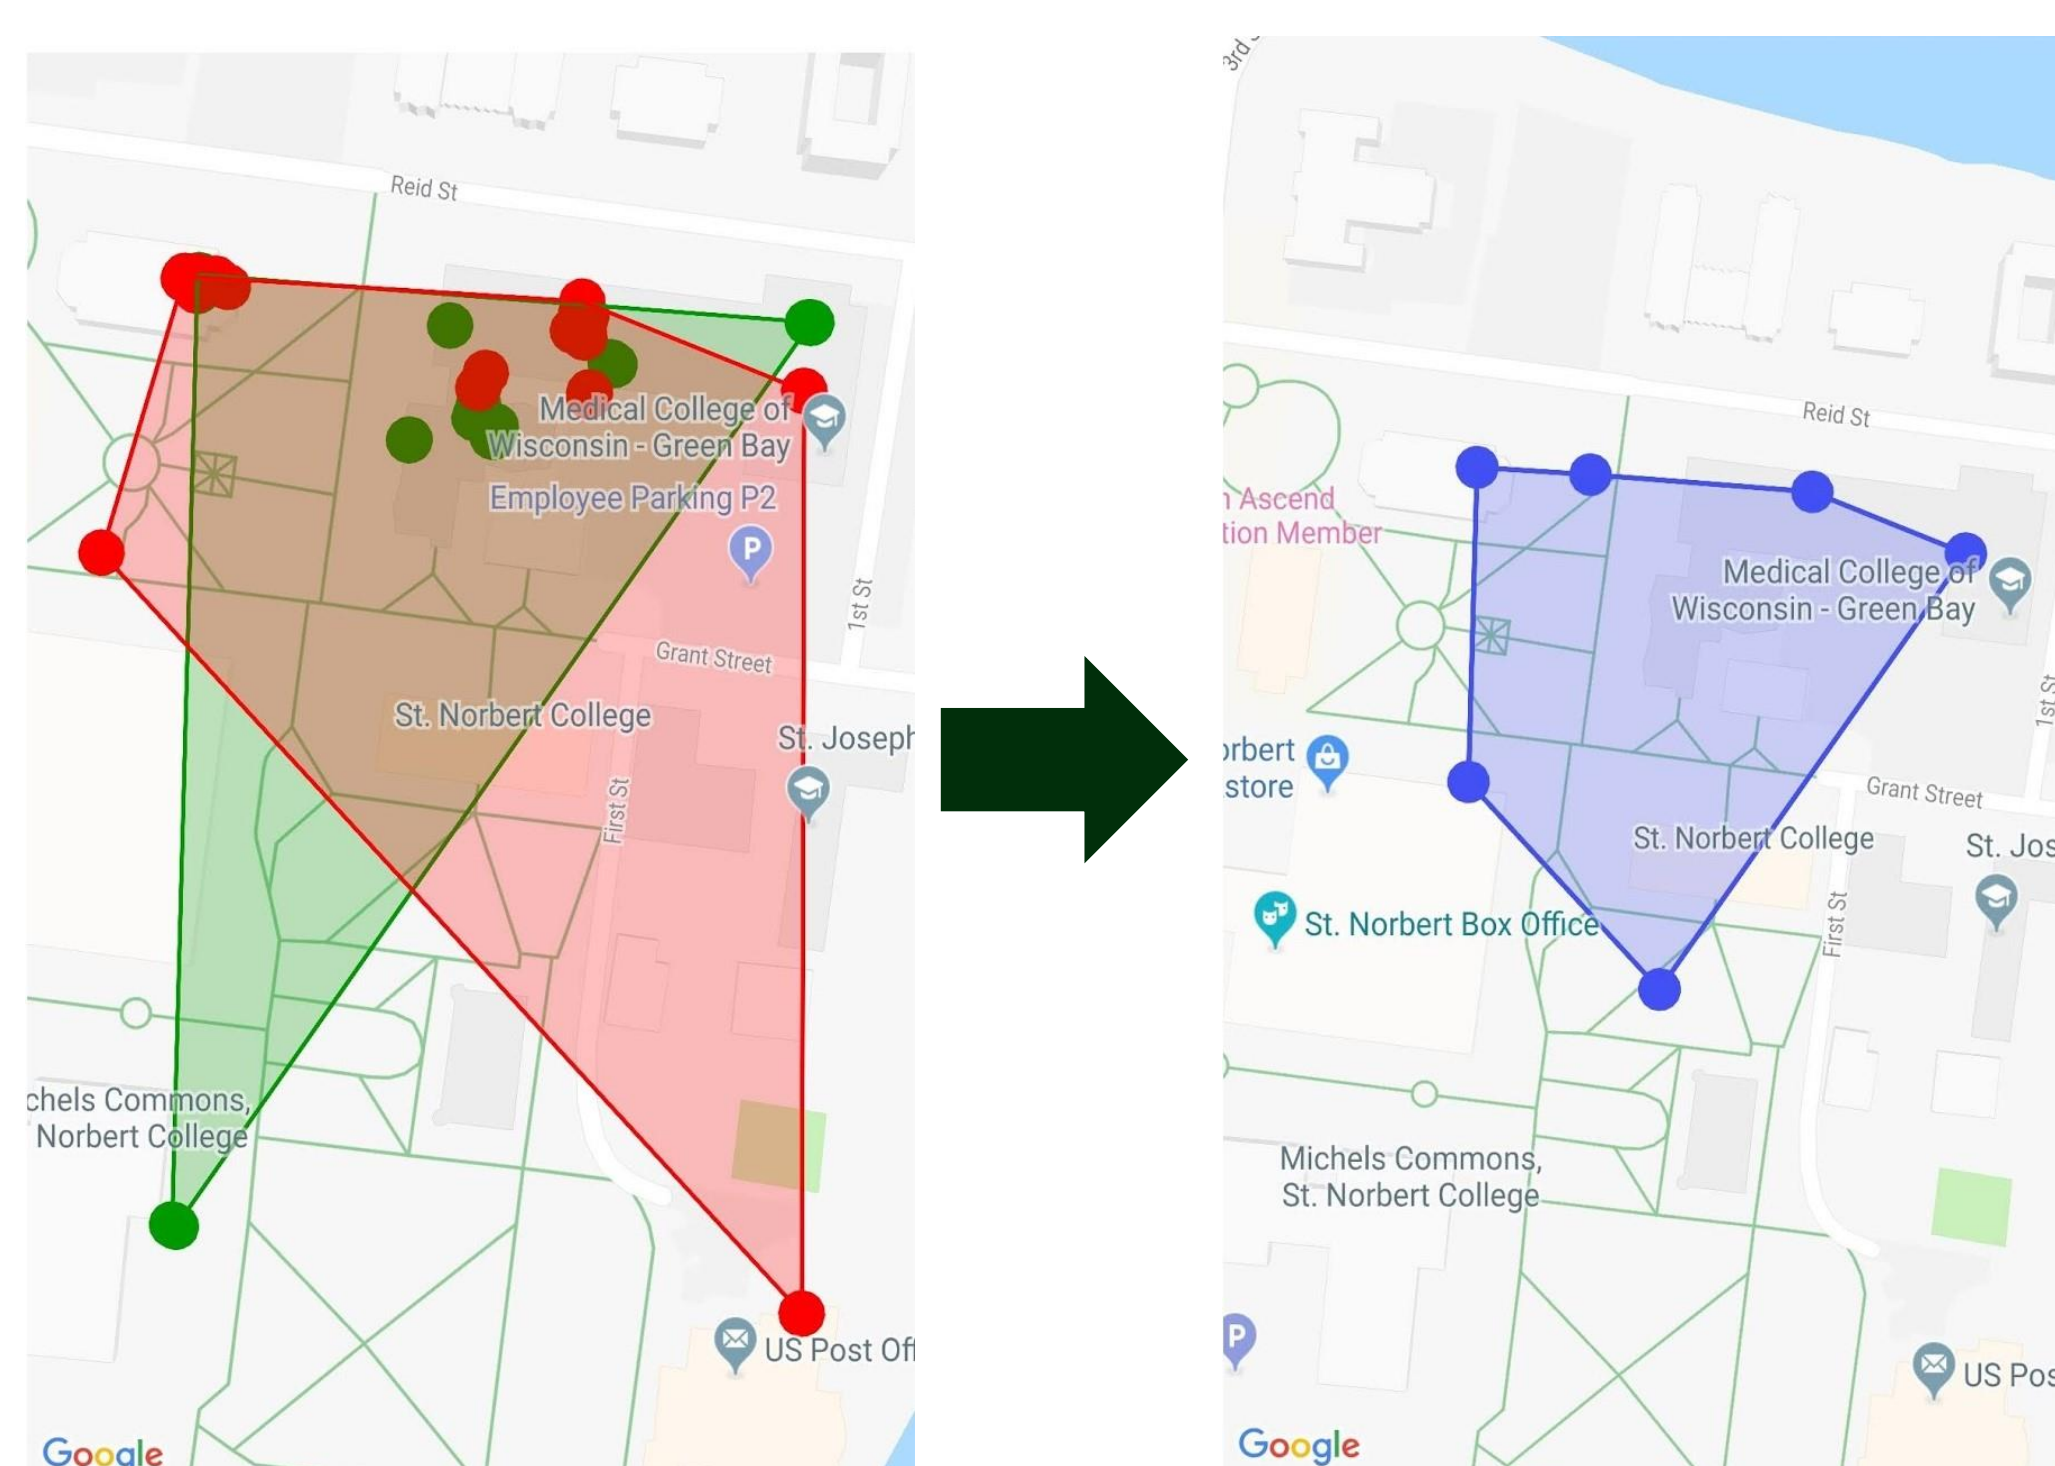 Reid St
Medical College of
Wisconsin - Green Bay
Employee Parking P2
P
1st St
Grant Street
St. Norbert College
St. Joseph
First St
chels Commons,
Norbert College
US Post Off
Google
3rd
Reid St
n Ascend
tion Member
Medical College of
Wisconsin - Green Bay
1st St
orbert
store
Grant Street
St. Norbert College
St. Jos
St. Norbert Box Office
First St
Michels Commons,
St. Norbert College
P
US Pos
Google